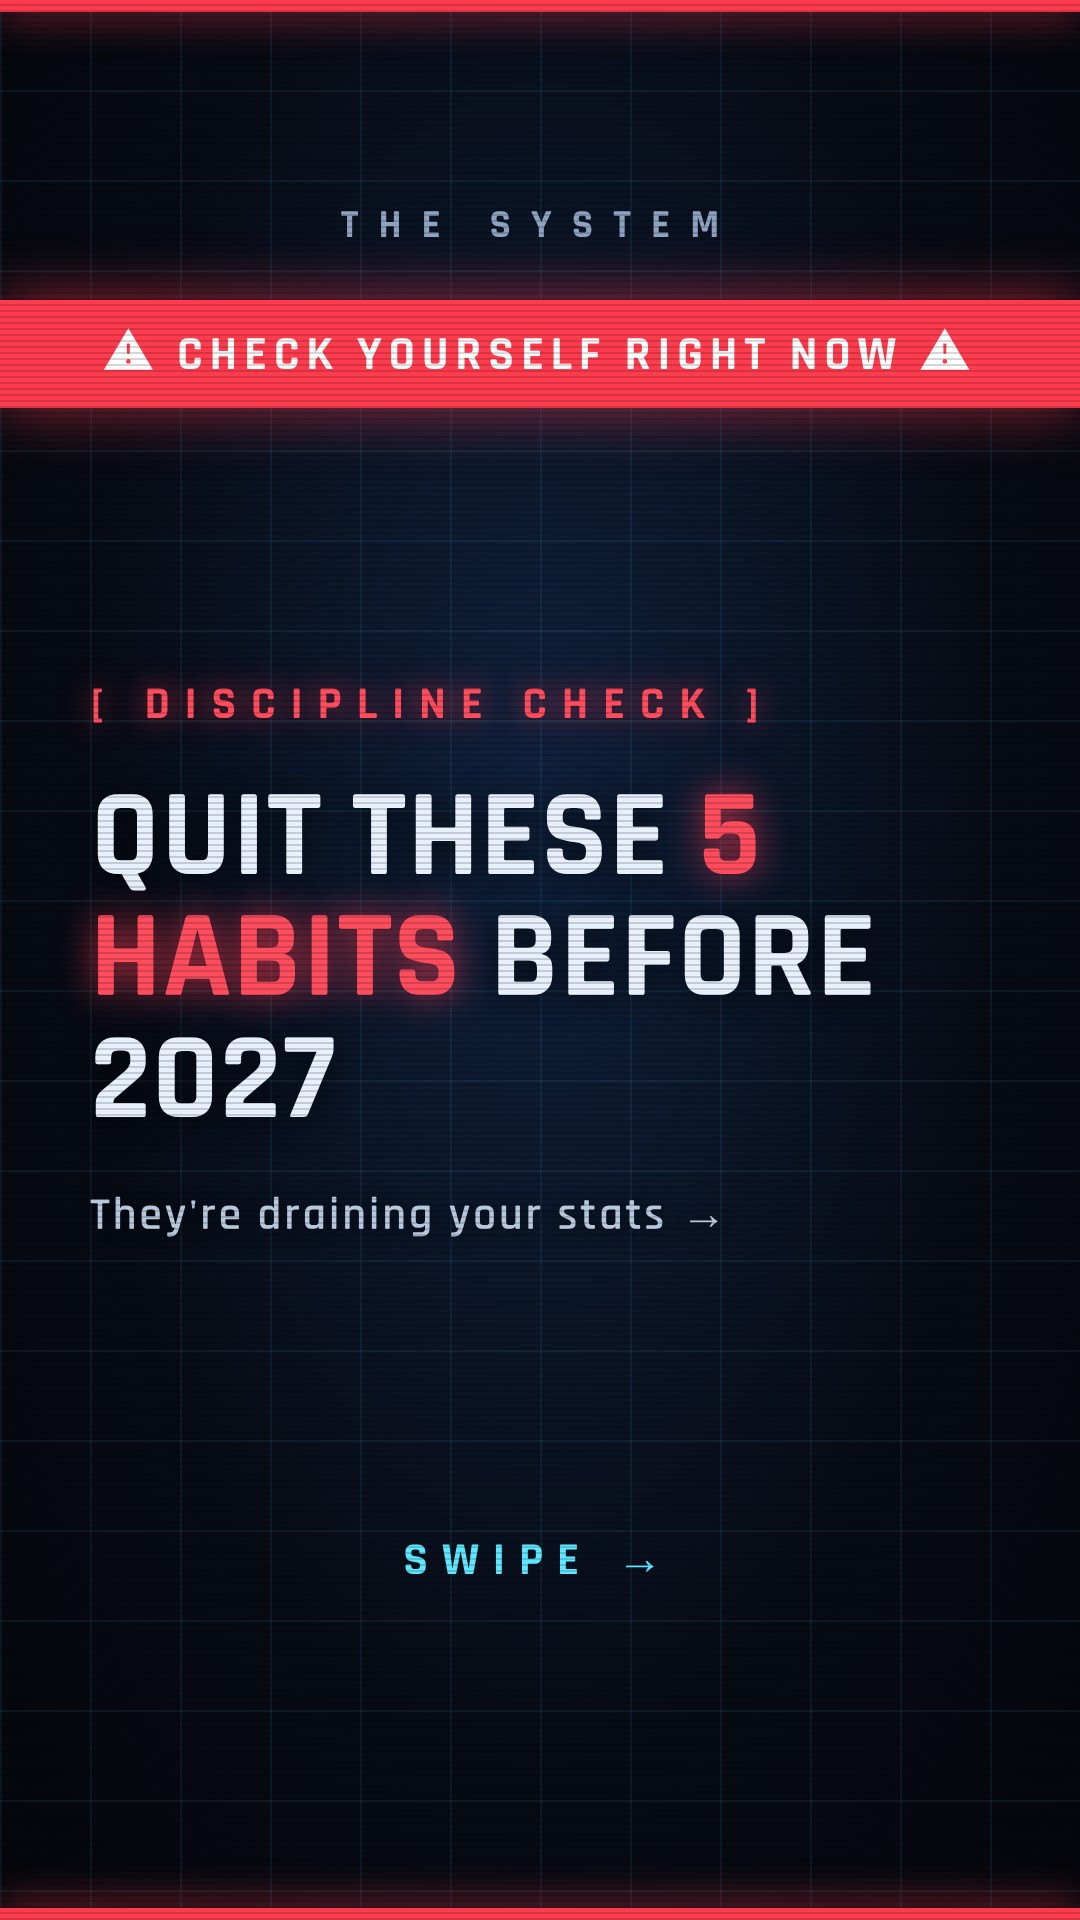 THE SYSTEM
⚠ CHECK YOURSELF RIGHT NOW ⚠
[ DISCIPLINE CHECK ]
QUIT THESE 5
HABITS BEFORE
2027
They're draining your stats →
SWIPE →